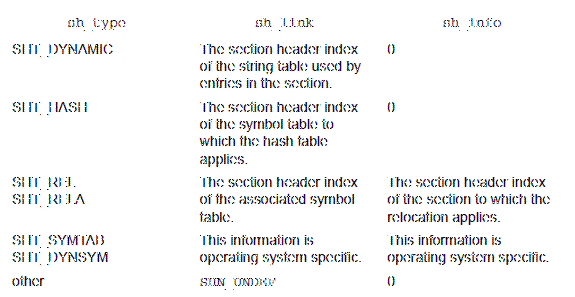 sh_type sh_link sh_info
SHT_DYNAMIC The section header index 0
of the string table used by
entries in the section.
SHT_HASH The section header index 0
of the symbol table to
which the hash table
applies.
SHT_REL The section header index The section header index
SHT_RELA of the associated symbol of the section to which the
table. relocation applies.
SHT_SYMTAB This information is This information is
SHT_DYNSYM operating system specific. operating system specific.
other SHN_UNDEF 0